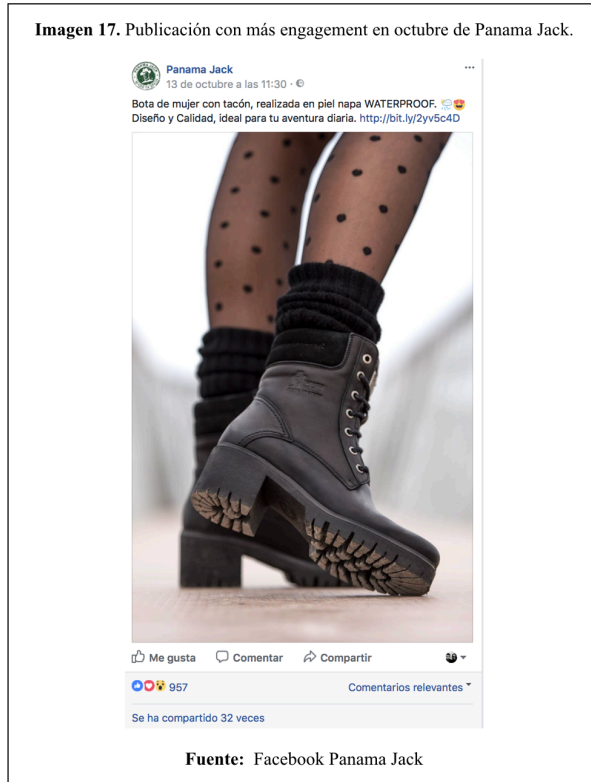 Imagen 17. Publicación con más engagement en octubre de Panama Jack.
Panama Jack
13 de octubre a las 11:30 ·
Bota de mujer con tacón, realizada en piel napa WATERPROOF. 🌦️😍
Diseño y Calidad, ideal para tu aventura diaria. http://bit.ly/2yv5c4D
Me gusta Comentar Compartir
957 Comentarios relevantes
Se ha compartido 32 veces
Fuente: Facebook Panama Jack